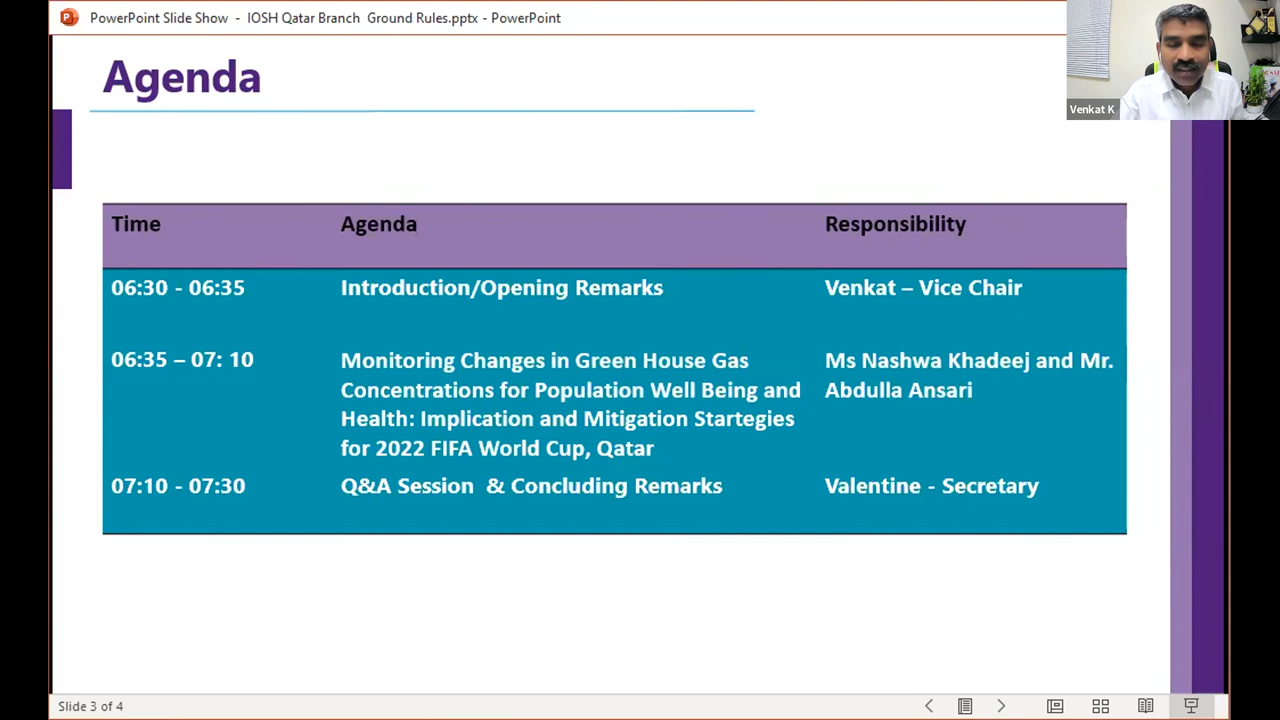 PowerPoint Slide Show - IOSH Qatar Branch Ground Rules.pptx - PowerPoint
Agenda
Venkat K
Time Agenda Responsibility
06:30 - 06:35 Introduction/Opening Remarks Venkat – Vice Chair
06:35 – 07: 10 Monitoring Changes in Green House Gas Ms Nashwa Khadeej and Mr.
Concentrations for Population Well Being and Abdulla Ansari
Health: Implication and Mitigation Startegies
for 2022 FIFA World Cup, Qatar
07:10 - 07:30 Q&A Session & Concluding Remarks Valentine - Secretary
Slide 3 of 4